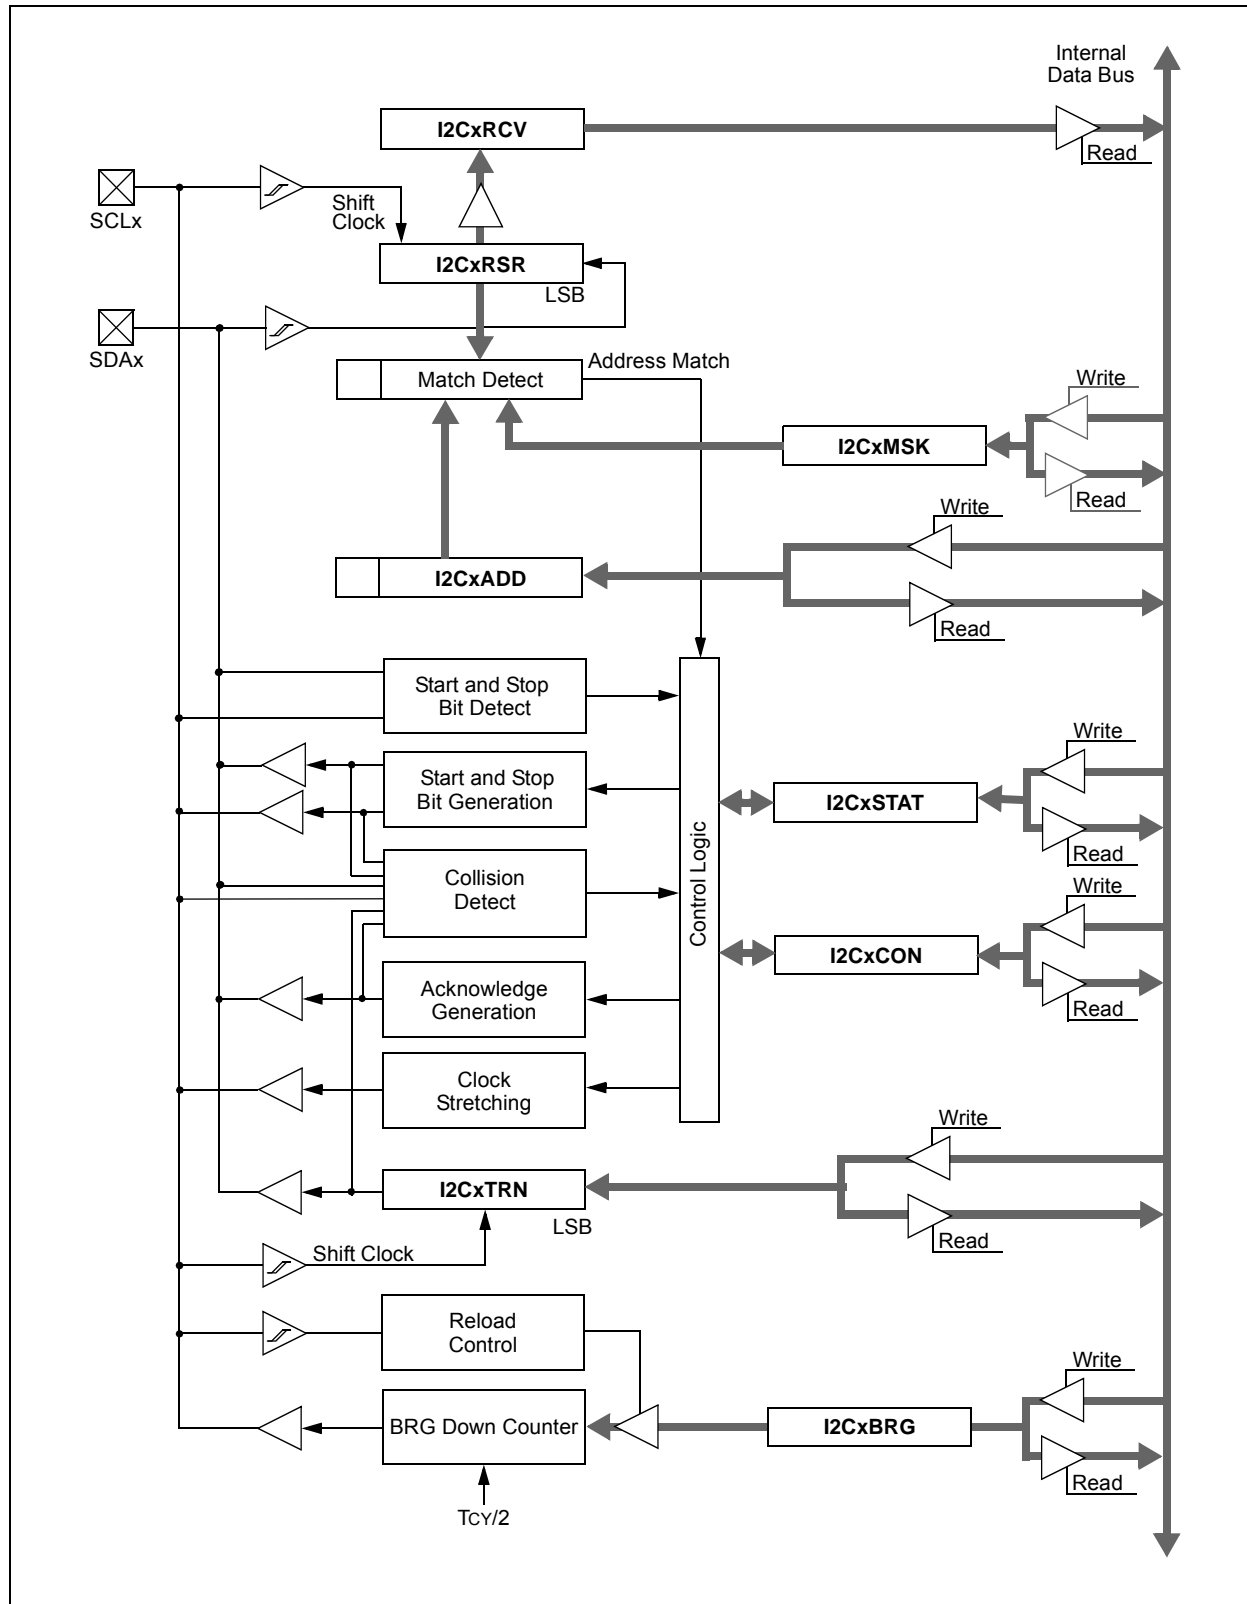 Internal
Data Bus
I2CxRCV
Read
SCLx
Shift
Clock
I2CxRSR
LSB
SDAx
Address Match
Match Detect
Write
I2CxMSK
Read
Write
I2CxADD
Read
Start and Stop
Bit Detect
Write
Start and Stop
Bit Generation
I2CxSTAT
Control Logic
Read
Collision
Detect
Write
I2CxCON
Acknowledge
Generation
Read
Clock
Stretching
Write
I2CxTRN
LSB
Read
Shift Clock
Reload
Control
Write
BRG Down Counter
I2CxBRG
Read
TCY/2